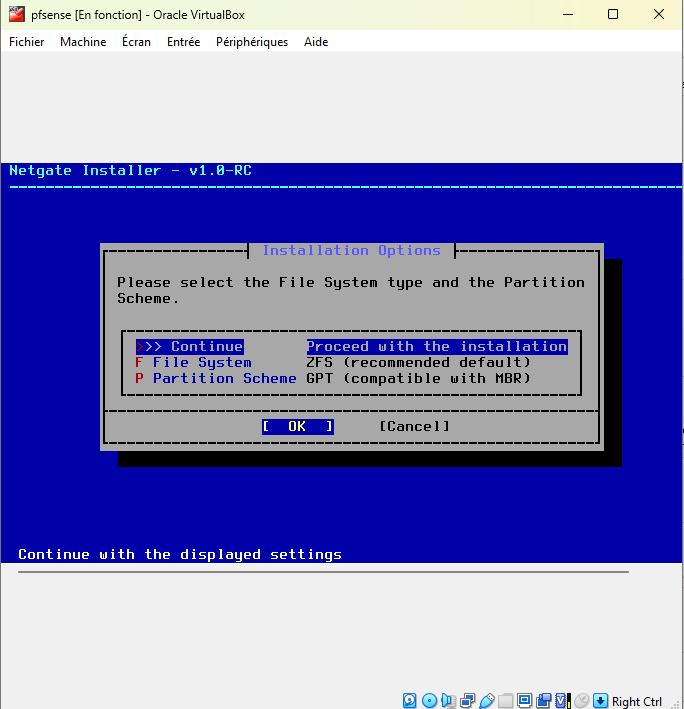 pfsense [En fonction] - Oracle VirtualBox
Fichier Machine Écran Entrée Périphériques Aide
Netgate Installer - v1.0-RC
Installation Options
Please select the File System type and the Partition
Scheme.
>>> Continue Proceed with the installation
F File System ZFS (recommended default)
P Partition Scheme GPT (compatible with MBR)
[ OK ] [Cancel]
Continue with the displayed settings
Right Ctrl